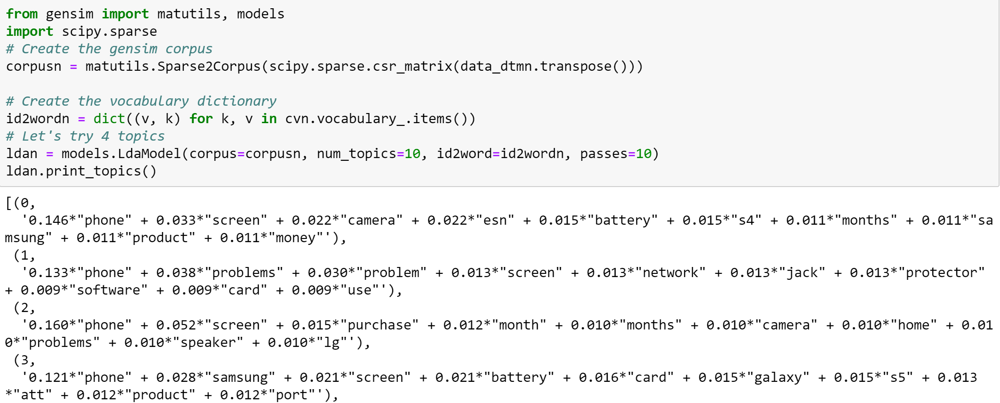 from gensim import matutils, models
import scipy.sparse
# Create the gensim corpus
corpusn = matutils.Sparse2Corpus(scipy.sparse.csr_matrix(data_dtmn.transpose()))

# Create the vocabulary dictionary
id2wordn = dict((v, k) for k, v in cvn.vocabulary_.items())
# Let's try 4 topics
ldan = models.LdaModel(corpus=corpusn, num_topics=10, id2word=id2wordn, passes=10)
ldan.print_topics()
[(0,
  '0.146*"phone" + 0.033*"screen" + 0.022*"camera" + 0.022*"esn" + 0.015*"battery" + 0.015*"s4" + 0.011*"months" + 0.011*"sa
msung" + 0.011*"product" + 0.011*"money"'),
 (1,
  '0.133*"phone" + 0.038*"problems" + 0.030*"problem" + 0.013*"screen" + 0.013*"network" + 0.013*"jack" + 0.013*"protector"
+ 0.009*"software" + 0.009*"card" + 0.009*"use"'),
 (2,
  '0.160*"phone" + 0.052*"screen" + 0.015*"purchase" + 0.012*"month" + 0.010*"months" + 0.010*"camera" + 0.010*"home" + 0.01
0*"problems" + 0.010*"speaker" + 0.010*"lg"'),
 (3,
  '0.121*"phone" + 0.028*"samsung" + 0.021*"screen" + 0.021*"battery" + 0.016*"card" + 0.015*"galaxy" + 0.015*"s5" + 0.013
*"att" + 0.012*"product" + 0.012*"port"'),